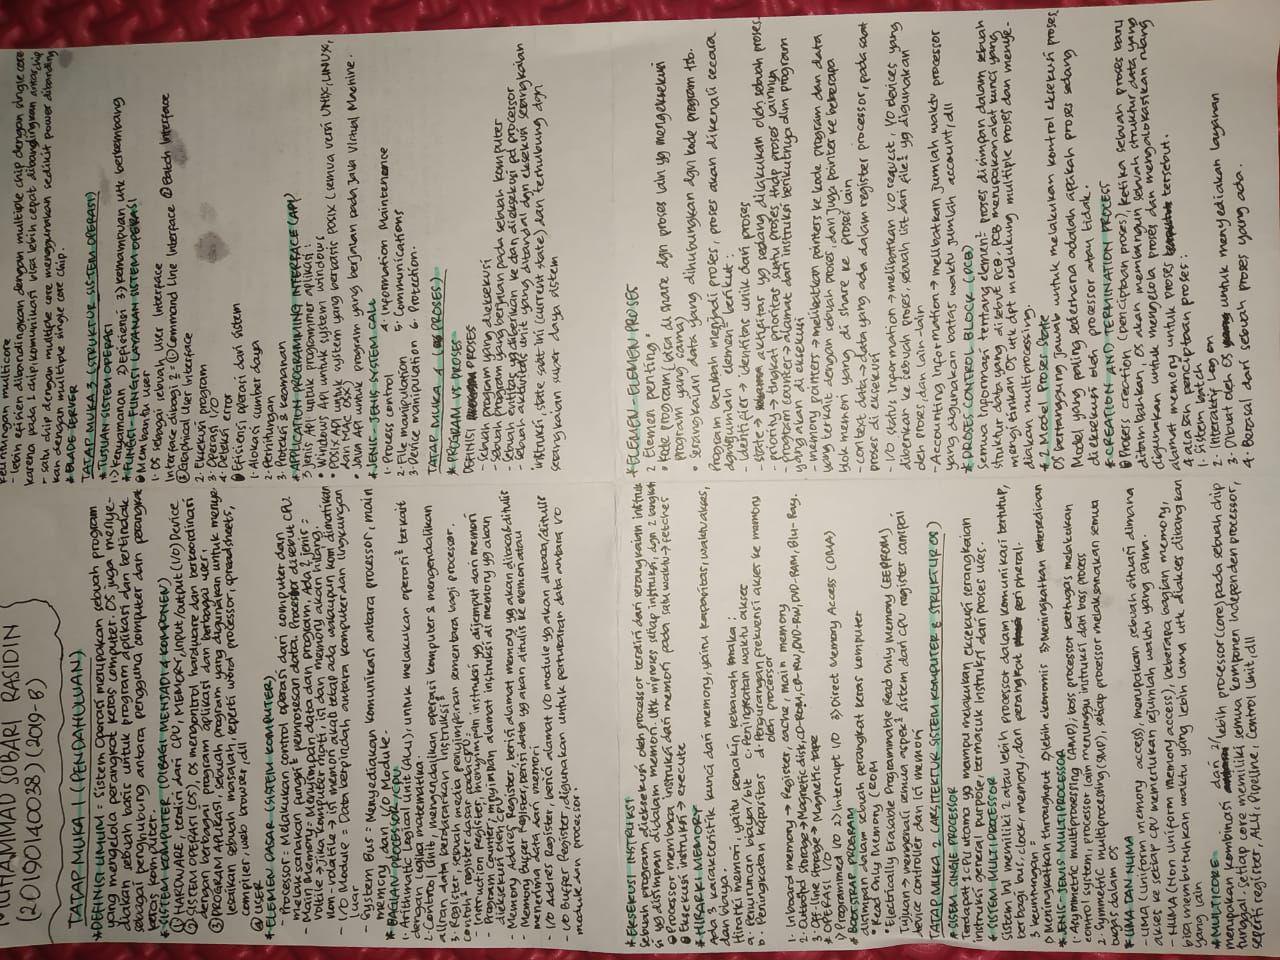 MUHAMMAD SOBARI RASIDIN
(20190140038) (2019-B)
TATAP MUKA 1 (PENDAHULUAN)
*DEFINISI UMUM = Sistem Operasi merupakan sebuah program
yang mengelola perangkat keras komputer. OS juga menye-
diakan sebuah basis untuk program aplikasi dan bertindak
sebagai penghubung antara pengguna computer dan perangkat
keras komputer.
*SISTEM KOMPUTER (DIBAGI MENJADI 4 KOMPONEN)
① HARDWARE, terdiri dari CPU, MEMORY, Input/output (I/O) Device
② SISTEM OPERASI (OS), OS mengontrol hardware dan berkoordinasi
dengan berbagai program aplikasi dan berbagai user.
③ PROGRAM APLIKASI, sebuah program yang digunakan untuk menye-
lesaikan sebuah masalah, seperti word processor, spreadsheets,
compiler, web browser, dll
④ USER
*ELEMEN DASAR (SISTEM KOMPUTER)
- Processor = Melakukan control operasi dari computer dan
melaksanakan fungsi² pemrosesan data. Processor disebut CPU
- Main Memory = Menyimpan data dan program. Ada 2 jenis :
voltile → Jika komputer mati isi dan memory akan hilang.
non-volatile → isi memori akan tetap ada walaupun kom dimatikan
- I/O Module = Data berpindah antara komputer dan lingkungan
luar
- System Bus = Menyediakan komunikasi antara processor, main
memory, dan I/O Module.
* BAGIAN PROCESSOR/CPU
1. Arithmatic Logical Unit (ALU), untuk melakukan operasi² terkait
dengan logika matematika.
2. Control Unit, mengendalikan operasi komputer & mengendalikan
aliran data berdasarkan instruksi²
3. Register, sebuah media penyimpanan sementara bagi processor.
contoh² register dasar pada CPU =
- Instruction Register, menyimpan instruksi yg dijemput dari memori
- Program Counter, menyimpan alamat instruksi di memory yg akan
dieksekusi oleh CPU
- Memory Addres Register, berisi alamat memory yg akan dibaca & ditulis
- Memory Buffer Register, berisi data yg akan ditulis ke memori atau
menerima data dari memori
- I/O Addres Register, berisi alamat I/O module yg akan dibaca/ditulis
- I/O Buffer Register, digunakan untuk pertukaran data antara I/O
module dan processor.
*EKSEKUSI INSTRUKSI
sebuah program dieksekusi oleh processor terdiri dari serangkaian instruk
si yg disimpan didalam memori. Utk mproses setiap instruksi, dgn 2 langkah
● Processor membaca instruksi dari memori pada satu waktu → fetches
● Eksekusi instruksi → execute
*HIRARKI MEMORY
Ada 3 karakteristik kunci dari memory, yaitu kapasitas, waktu akses,
dan biaya.
Hirarki memori, yaitu semakin kebawah maka :
a. Penurunan biaya/bit c. Peningkatan waktu akses
b. Peningkatan kapasitas d. Pengurangan frekuensi akses ke memory
oleh processor
1. Inboard memory → Register, cache, main memory
2. Outboard storage → Magnetic disk, CD-ROM, CD-RW, DVD-RW, DVD-RAM, Blu-Ray.
3. Off-line storage → Magnetic tape
*OPERASI I/O
1) Programmed I/O 2) Interrupt I/O 3) Direct Memory Access (DMA)
*BOOTSTRAP PROGRAM
disimpan dalam sebuah perangkat keras komputer
• Read Only Memory (ROM
• Electrically Erasable Programmable Read Only Memory (EEPROM)
Tujuan → mengenali semua aspek² sistem dari CPU register sampai
device controller dan isi memori
TATAP MUKA 2 (ARSITEKTUR SISTEM KOMPUTER & STRUKTUR OS)
*SISEM SINGLE PROCESSOR
Terdapat 1 CPU utama yg mampu melakukan eksekusi serangkaian
instruksi general purpose, termasuk instruksi dari proses user.
* SISTEM MULTIPROCESSOR
sistem ini memiliki 2 atau lebih processor dalam komunikasi tertutup,
berbagi bus, clock, memory, dan perangkat peripheral.
3 keuntungan =
1) Meningkatkan throughput 2) lebih ekonomis 3) Meningkatkan ketersediaan
*JENIS-JENIS MULTIPROCESSOR
1. Asymmetric multiprocessing (AMP); boss processor bertugas melakukan
control system, processor lain menunggu instruksi dari boss process
2. Symmetric multiprocessing (SMP), setiap processor melaksanakan semua
tugas dalam OS
*UMA DAN NUMA
- UMA (Uniform memory access), merupakan sebuah situasi dimana
akses ke setiap CPU memerlukan sejumlah waktu yang sama.
- NUMA (Non Uniform memory access), beberapa bagian memory,
bisa membutuhkan waktu yang lebih lama utk diakses dibangkan
yang lain
*MULTICORE
merupakan kombinasi dari 2/lebih processor (core) pada sebuah chip
tunggal. setiap core memiliki semua komponen independen processor,
seperti register, ALU, Pipeline, Control Unit, dll
keuntungan multicore
- lebih efisien dibandingkan dengan multiple chip dengan single core
karena pada 1 chip, komunikasi bisa lebih cepat dibandingkan antar chip
- satu chip dengan multiple core menggunakan sedikit power dibanding
kan dengan multiple single core chip.
* BLADE SERVER
TATAP MUKA 3 (STRUKTUR SISTEM OPERASI)
*TUJUAN SISTEM OPERASI
1) Kenyamanan 2) Efisiensi 3) Kemampuan utk berkembang
*FUNGSI-FUNGSI LAYANAN SISTEM OPERASI
● Membantu user
1. OS sebagai sebuah User Interface
Interface dibagi 2 = ① Command Line Interface ② Batch Interface
③ Graphical User Interface
2. Eksekusi program
3. Operasi I/O
4. Deteksi error
● Efisiensi operasi dari sistem
1. Alokasi sumber daya
2. Perhitungan
3. Proteksi & keamanan
*APPLICATION PROGRAMMING INTERFACE (API)
3 jenis API untuk programmer aplikasi :
• Windows API untuk system windows
• POSIX API untuk system yang berbasis POSIX (semua versi UNIX, LINUX,
dan MAC OSX)
• Java API untuk program yang berjalan pada Java Virtual Machine.
*JENIS-JENIS SYSTEM CALL
1. Process control 4. Information Maintenance
2. File manipulation 5. Communications
3. Device manipulation 6. Protection.
TATAP MUKA 4 (PROSES)
* PROGRAM VS PROSES
DEFINISI PROSES
- Sebuah program yang dieksekusi
- Sebuah program yang berjalan pada sebuah komputer
- Sebuah entitas yg diberikan ke dan dieksekusi pd processor
- Sebuah aktivitas unit yang ditandai dgn eksekusi serangkaian
instruksi, state saat ini (current state) dan terhubung dgn
serangkaian suber daya sistem
*ELEMEN-ELEMEN PROSES
2 Elemen penting :
• Kode program (bisa di share dgn proses lain yg mengeksekusi
program yang sama)
• Serangkaian data yang dihubungkan dgn kode program tsb.
Program berubah menjadi proses, proses akan dikenali secara
dgnsejumlah elemen² berikut :
- identifier → identitas unik dari proses
- state → aktifitas yg sedang dilakukan oleh sebuah proses
- priority → tingkat prioritas suatu proses thdp proses lainnya
- program counter → alamat dari instruksi berikutnya dlm program
yang akan di eksekusi
- memory pointers → melibatkan pointers ke kode program dan data
yang terkait dengan sebuah proses, dan juga pointer ke beberapa
blok memori yang di share ke proses lain
- context data → data yang ada dalam register processor, pada saat
proses di eksekusi
- I/O status Information → melibatkan I/O request, I/O devices yang
diberikan ke sebuah proses, sebuah list dari file² yg digunakan
oleh proses, dan lain-lain
- Accounting Information → melibatkan jumlah waktu processor
yang digunakan batas waktu jumlah account, dll
*PROSES CONTROL BLOCK (PCB)
Semua informasi tentang elemen² proses disimpan dalam sebuah
struktur data yang disebut PCB. PCB merupakan alat kunci yang
mengizinkan OS utk dpt mendukung multiple proses dan menye-
diakan multiprocessing.
* 2 Model Proses State
OS bertanggung jawab untuk melakukan kontrol eksekusi proses
Model yang paling sederhana adalah apakah proses sedang
dieksekusi oleh processor atau tidak.
*CREATION AND TERMINATION PROCESS
● Process creation (penciptaan proses), ketika sebuah proses baru
ditambahkan, OS akan membangun sebuah struktur data yang
digunakan untuk mengelola proses dan mengalokasikan ruang
alamat memory untuk proses tersebut.
4 alasan penciptaan proses :
1. Sistem batch
2. Interaktif Log on
3. Dibuat oleh OS untuk menyediakan layanan
4. Berasal dari sebuah proses yang ada.